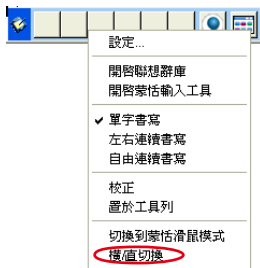 設定...
開啓聯想辭庫
開啓蒙恬輸入工具
單字書寫
左右連續書寫
自由連續書寫
校正
置於工具列
切換到蒙恬滑鼠模式
橫/直切換